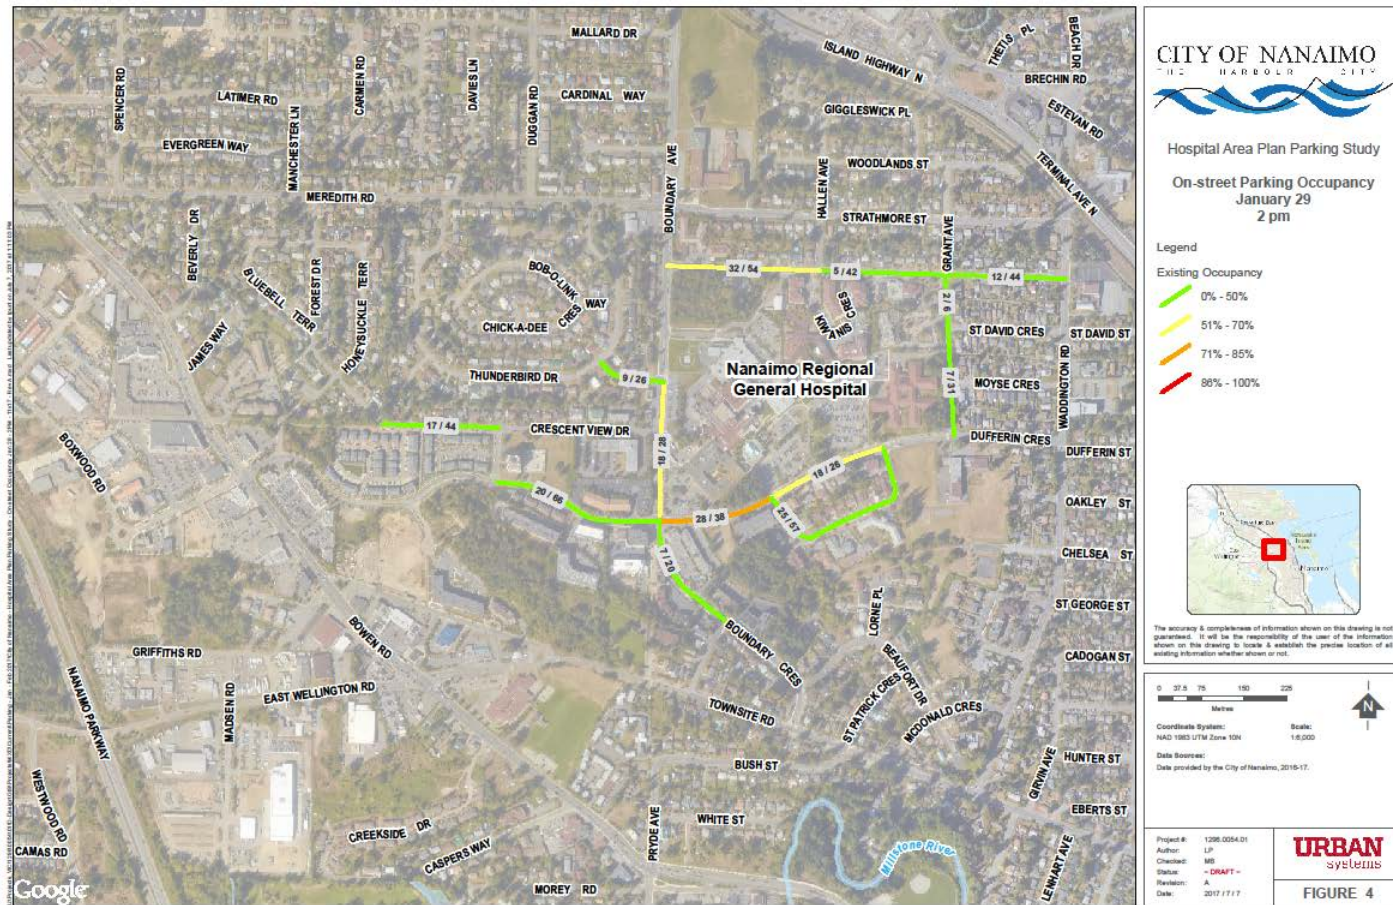 MALLARD DR
ISLAND HIGHWAY N
THETIS PL
BEACH DR
BRECHIN RD
SPENCER RD
LATIMER RD
CARMEN RD
DAVIES LN
DUGGAN RD
CARDINAL WAY
GIGGLESWICK PL
ESTEVAN RD
EVERGREEN WAY
MANCHESTER LN
BOUNDARY AVE
HALLEN AVE
WOODLANDS ST
TERMINAL AVE N
MEREDITH RD
STRATHMORE ST
GRANT AVE
BEVERLY DR
BLUEBELL TERR
FOREST DR
HONEYSUCKLE TERR
BOB-O-LINK
CRES
WAY
CHICK-A-DEE
32 / 54
5 / 42
12 / 44
2 / 6
KIWANIS
CRES
ST DAVID CRES
ST DAVID ST
JAMES WAY
THUNDERBIRD DR
9 / 26
Nanaimo Regional
General Hospital
7 / 31
MOYSE CRES
WADDINGTON RD
17 / 44
CRESCENT VIEW DR
18 / 28
18 / 26
DUFFERIN CRES
DUFFERIN ST
BOXWOOD RD
20 / 66
28 / 38
25 / 57
OAKLEY ST
7 / 20
CHELSEA ST
BOWEN RD
BOUNDARY CRES
LORNE PL
ST GEORGE ST
GRIFFITHS RD
BEAUFORT DR
CADOGAN ST
NANAIMO PARKWAY
MADSEN RD
EAST WELLINGTON RD
TOWNSITE RD
ST PATRICK CRES
MCDONALD CRES
BUSH ST
GIRVIN AVE
HUNTER ST
WESTWOOD RD
CAMAS RD
CREEKSIDE DR
CASPERS WAY
PRYDE AVE
WHITE ST
EBERTS ST
Millstone River
LENHART AVE
MOREY RD
Google
CITY OF NANAIMO
THE HARBOUR CITY
Hospital Area Plan Parking Study
On-street Parking Occupancy
January 29
2 pm
Legend
Existing Occupancy
0% - 50%
51% - 70%
71% - 85%
86% - 100%
Nanaimo
The accuracy & completeness of information shown on this drawing is not
guaranteed. It will be the responsibility of the user of the information
shown on this drawing to locate & establish the precise location of all
existing information whether shown or not.
0 37.5 75 150 225
Metres
N
Coordinate System:
NAD 1983 UTM Zone 10N
Scale:
1:6,000
Data Sources:
Data provided by the City of Nanaimo, 2016-17.
Project #: 1296.0054.01
Author: LP
Checked: MB
Status: - DRAFT -
Revision: A
Date: 2017 / 7 / 7
URBAN
systems
FIGURE 4